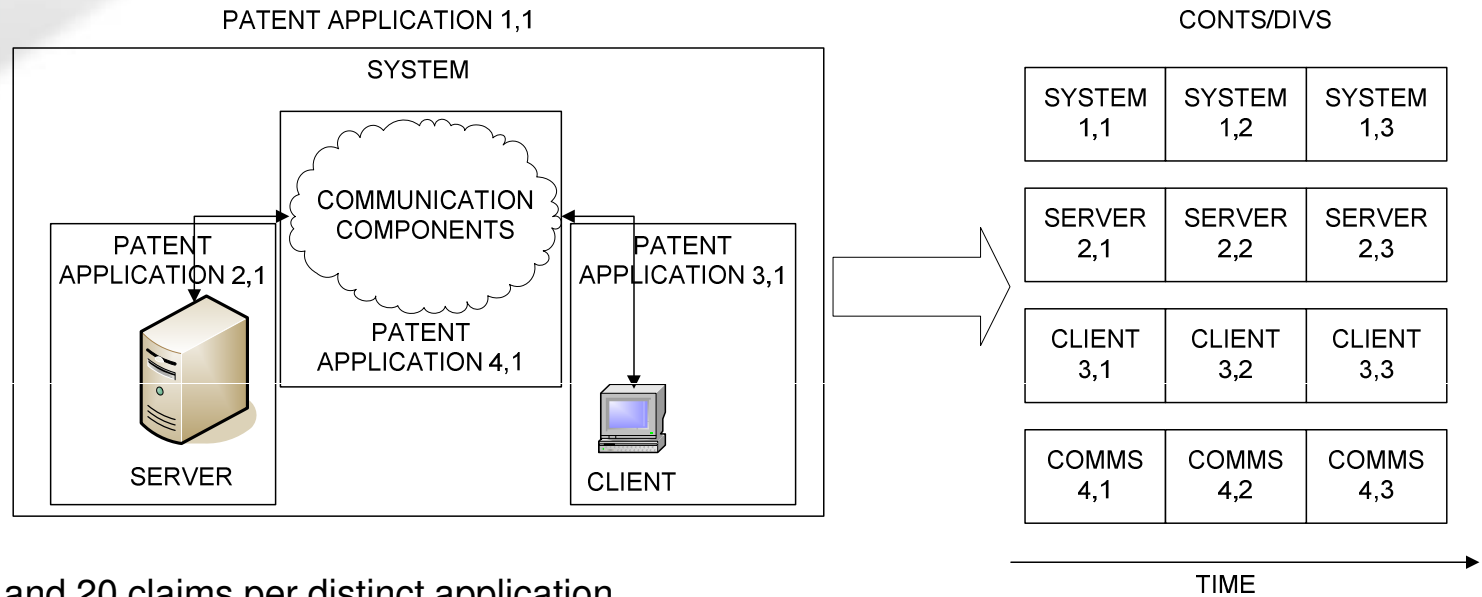 PATENT APPLICATION 1,1
SYSTEM
COMMUNICATION
COMPONENTS
PATENT
APPLICATION 2,1
PATENT
APPLICATION 3,1
PATENT
APPLICATION 4,1
SERVER
CLIENT
CONTS/DIVS
SYSTEM
1,1
SYSTEM
1,2
SYSTEM
1,3
SERVER
2,1
SERVER
2,2
SERVER
2,3
CLIENT
3,1
CLIENT
3,2
CLIENT
3,3
COMMS
4,1
COMMS
4,2
COMMS
4,3
TIME
and 20 claims per distinct application